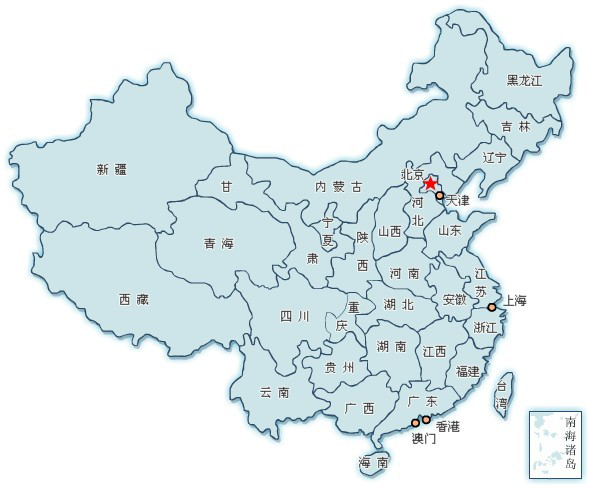 黑龙江
吉林
辽宁
北京
天津
新疆
甘
肃
内蒙古
宁
夏
河
北
山西
山东
陕
西
青海
河南
江
苏
西藏
四川
重
庆
湖北
安徽
上海
浙江
湖南
江西
贵州
福建
云南
广西
广东
台
湾
香港
澳门
海南
南
海
诸
岛